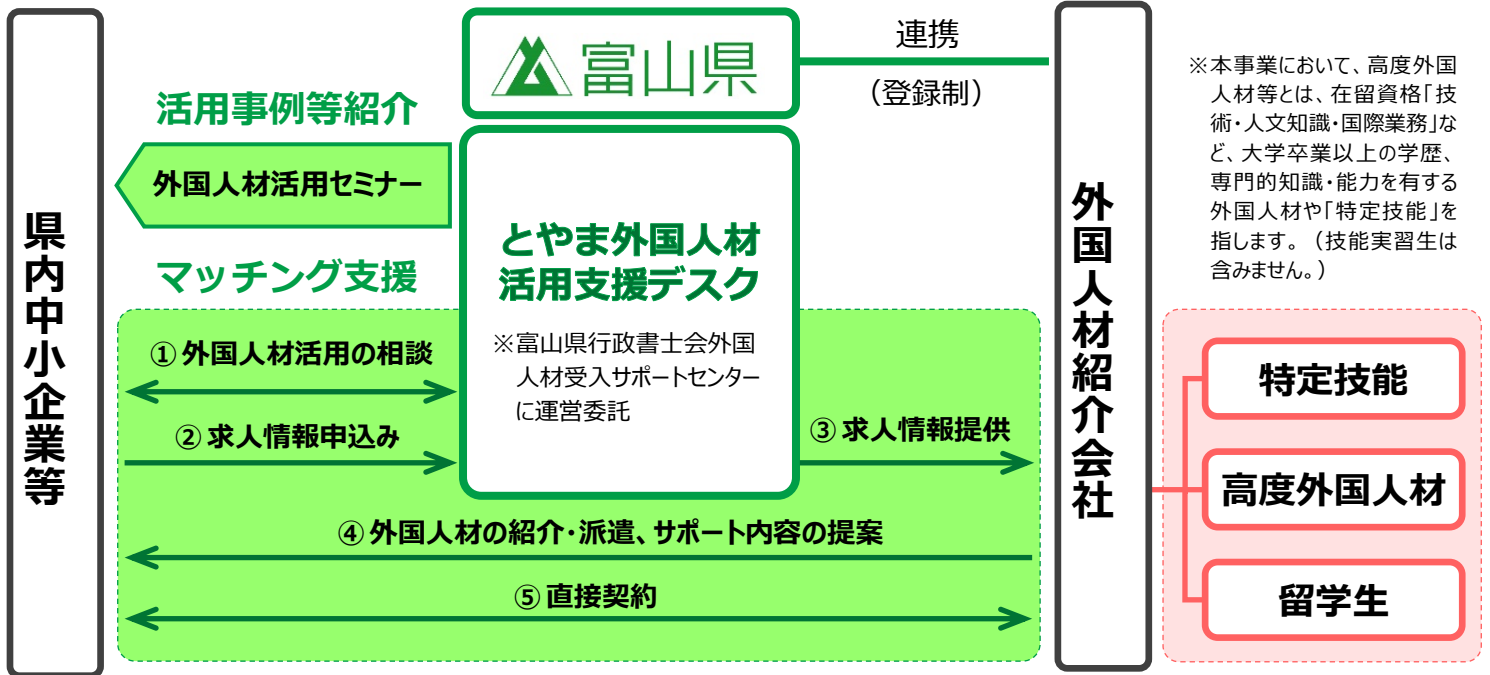 県内中小企業等
富山県
連携
（登録制）
活用事例等紹介
外国人材活用セミナー
とやま外国人材
活用支援デスク
※富山県行政書士会外国
人材受入サポートセンター
に運営委託
マッチング支援
①外国人材活用の相談
②求人情報申込み
③求人情報提供
④外国人材の紹介・派遣、サポート内容の提案
⑤直接契約
外国人材紹介会社
※本事業において、高度外国
人材等とは、在留資格「技
術・人文知識・国際業務」な
ど、大学卒業以上の学歴、
専門的知識・能力を有する
外国人材や「特定技能」を
指します。（技能実習生は
含みません。）
特定技能
高度外国人材
留学生